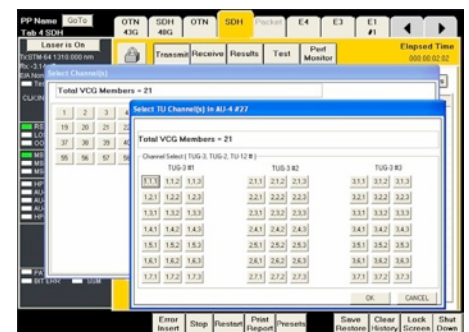 PP Name GoTo
Tab 4 SDH
OTN 43G
SDH 40G
OTN
SDH
Packet
E4
E3
E1 #1
Laser is On
Transmit Receive Results Test Perf Monitor
Elapsed Time
000:00:02:02
Select Channel(s)
Total VCG Members = 21
1 2 3
19 20 21
37 38 39
55 56 57
Select TU Channel(s) in AU-4 #27
Total VCG Members = 21
Channel Select ( TUG-3, TUG-2, TU-12 # )
TUG-3 #1 TUG-3 #2 TUG-3 #3
1.1.1 1.1.2 1.1.3 2.1.1 2.1.2 2.1.3 3.1.1 3.1.2 3.1.3
1.2.1 1.2.2 1.2.3 2.2.1 2.2.2 2.2.3 3.2.1 3.2.2 3.2.3
1.3.1 1.3.2 1.3.3 2.3.1 2.3.2 2.3.3 3.3.1 3.3.2 3.3.3
1.4.1 1.4.2 1.4.3 2.4.1 2.4.2 2.4.3 3.4.1 3.4.2 3.4.3
1.5.1 1.5.2 1.5.3 2.5.1 2.5.2 2.5.3 3.5.1 3.5.2 3.5.3
1.6.1 1.6.2 1.6.3 2.6.1 2.6.2 2.6.3 3.6.1 3.6.2 3.6.3
1.7.1 1.7.2 1.7.3 2.7.1 2.7.2 2.7.3 3.7.1 3.7.2 3.7.3
OK CANCEL
Error Insert Stop Restart Print Report Presets Save Restore Clear History Lock Screen Shut Down